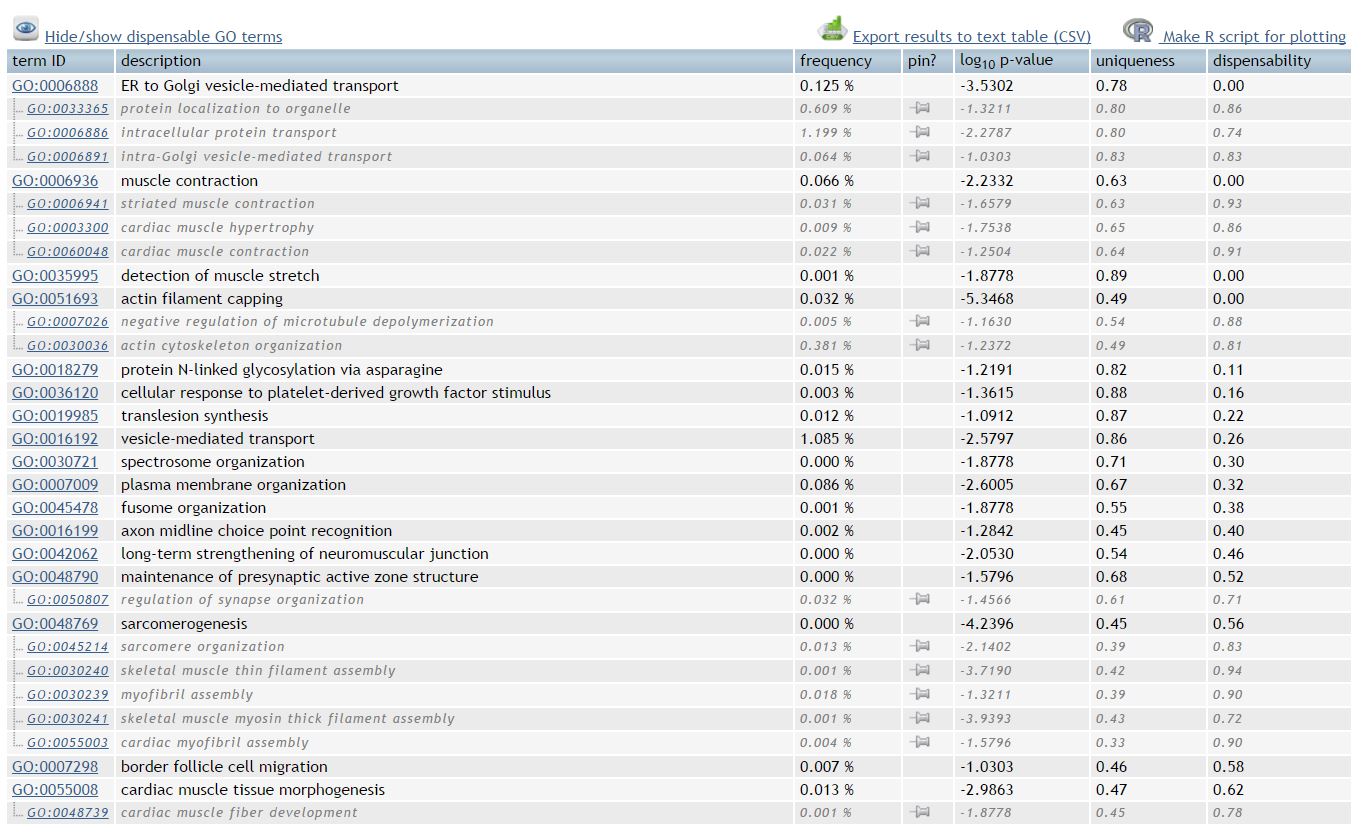 Hide/show dispensable GO terms Export results to text table (CSV) Make R script for plotting
term ID description frequency pin? log10 p-value uniqueness dispensability
GO:0006888 ER to Golgi vesicle-mediated transport 0.125 % -3.5302 0.78 0.00
GO:0033365 protein localization to organelle 0.609 % -1.3211 0.80 0.86
GO:0006886 intracellular protein transport 1.199 % -2.2787 0.80 0.74
GO:0006891 intra-Golgi vesicle-mediated transport 0.064 % -1.0303 0.83 0.83
GO:0006936 muscle contraction 0.066 % -2.2332 0.63 0.00
GO:0006941 striated muscle contraction 0.031 % -1.6579 0.63 0.93
GO:0003300 cardiac muscle hypertrophy 0.009 % -1.7538 0.65 0.86
GO:0060048 cardiac muscle contraction 0.022 % -1.2504 0.64 0.91
GO:0035995 detection of muscle stretch 0.001 % -1.8778 0.89 0.00
GO:0051693 actin filament capping 0.032 % -5.3468 0.49 0.00
GO:0007026 negative regulation of microtubule depolymerization 0.005 % -1.1630 0.54 0.88
GO:0030036 actin cytoskeleton organization 0.381 % -1.2372 0.49 0.81
GO:0018279 protein N-linked glycosylation via asparagine 0.015 % -1.2191 0.82 0.11
GO:0036120 cellular response to platelet-derived growth factor stimulus 0.003 % -1.3615 0.88 0.16
GO:0019985 translesion synthesis 0.012 % -1.0912 0.87 0.22
GO:0016192 vesicle-mediated transport 1.085 % -2.5797 0.86 0.26
GO:0030721 spectrosome organization 0.000 % -1.8778 0.71 0.30
GO:0007009 plasma membrane organization 0.086 % -2.6005 0.67 0.32
GO:0045478 fusome organization 0.001 % -1.8778 0.55 0.38
GO:0016199 axon midline choice point recognition 0.002 % -1.2842 0.45 0.40
GO:0042062 long-term strengthening of neuromuscular junction 0.000 % -2.0530 0.54 0.46
GO:0048790 maintenance of presynaptic active zone structure 0.000 % -1.5796 0.68 0.52
GO:0050807 regulation of synapse organization 0.032 % -1.4566 0.61 0.71
GO:0048769 sarcomerogenesis 0.000 % -4.2396 0.45 0.56
GO:0045214 sarcomere organization 0.013 % -2.1402 0.39 0.83
GO:0030240 skeletal muscle thin filament assembly 0.001 % -3.7190 0.42 0.94
GO:0030239 myofibril assembly 0.018 % -1.3211 0.39 0.90
GO:0030241 skeletal muscle myosin thick filament assembly 0.001 % -3.9393 0.43 0.72
GO:0055003 cardiac myofibril assembly 0.004 % -1.5796 0.33 0.90
GO:0007298 border follicle cell migration 0.007 % -1.0303 0.46 0.58
GO:0055008 cardiac muscle tissue morphogenesis 0.013 % -2.9863 0.47 0.62
GO:0048739 cardiac muscle fiber development 0.001 % -1.8778 0.45 0.78